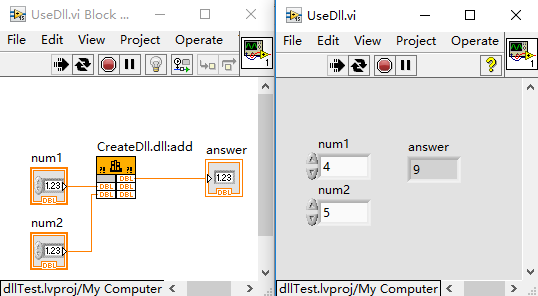 UseDll.vi Block ...
File Edit View Project Operate
1
CreateDll.dll:add
num1
1.23
DBL
?! ?!
DBL
DBL DBL
DBL DBL
answer
1.23
DBL
num2
1.23
DBL
dllTest.lvproj/My Computer
UseDll.vi
File Edit View Project Operate
?
1
num1
4
num2
5
answer
9
dllTest.lvproj/My Computer